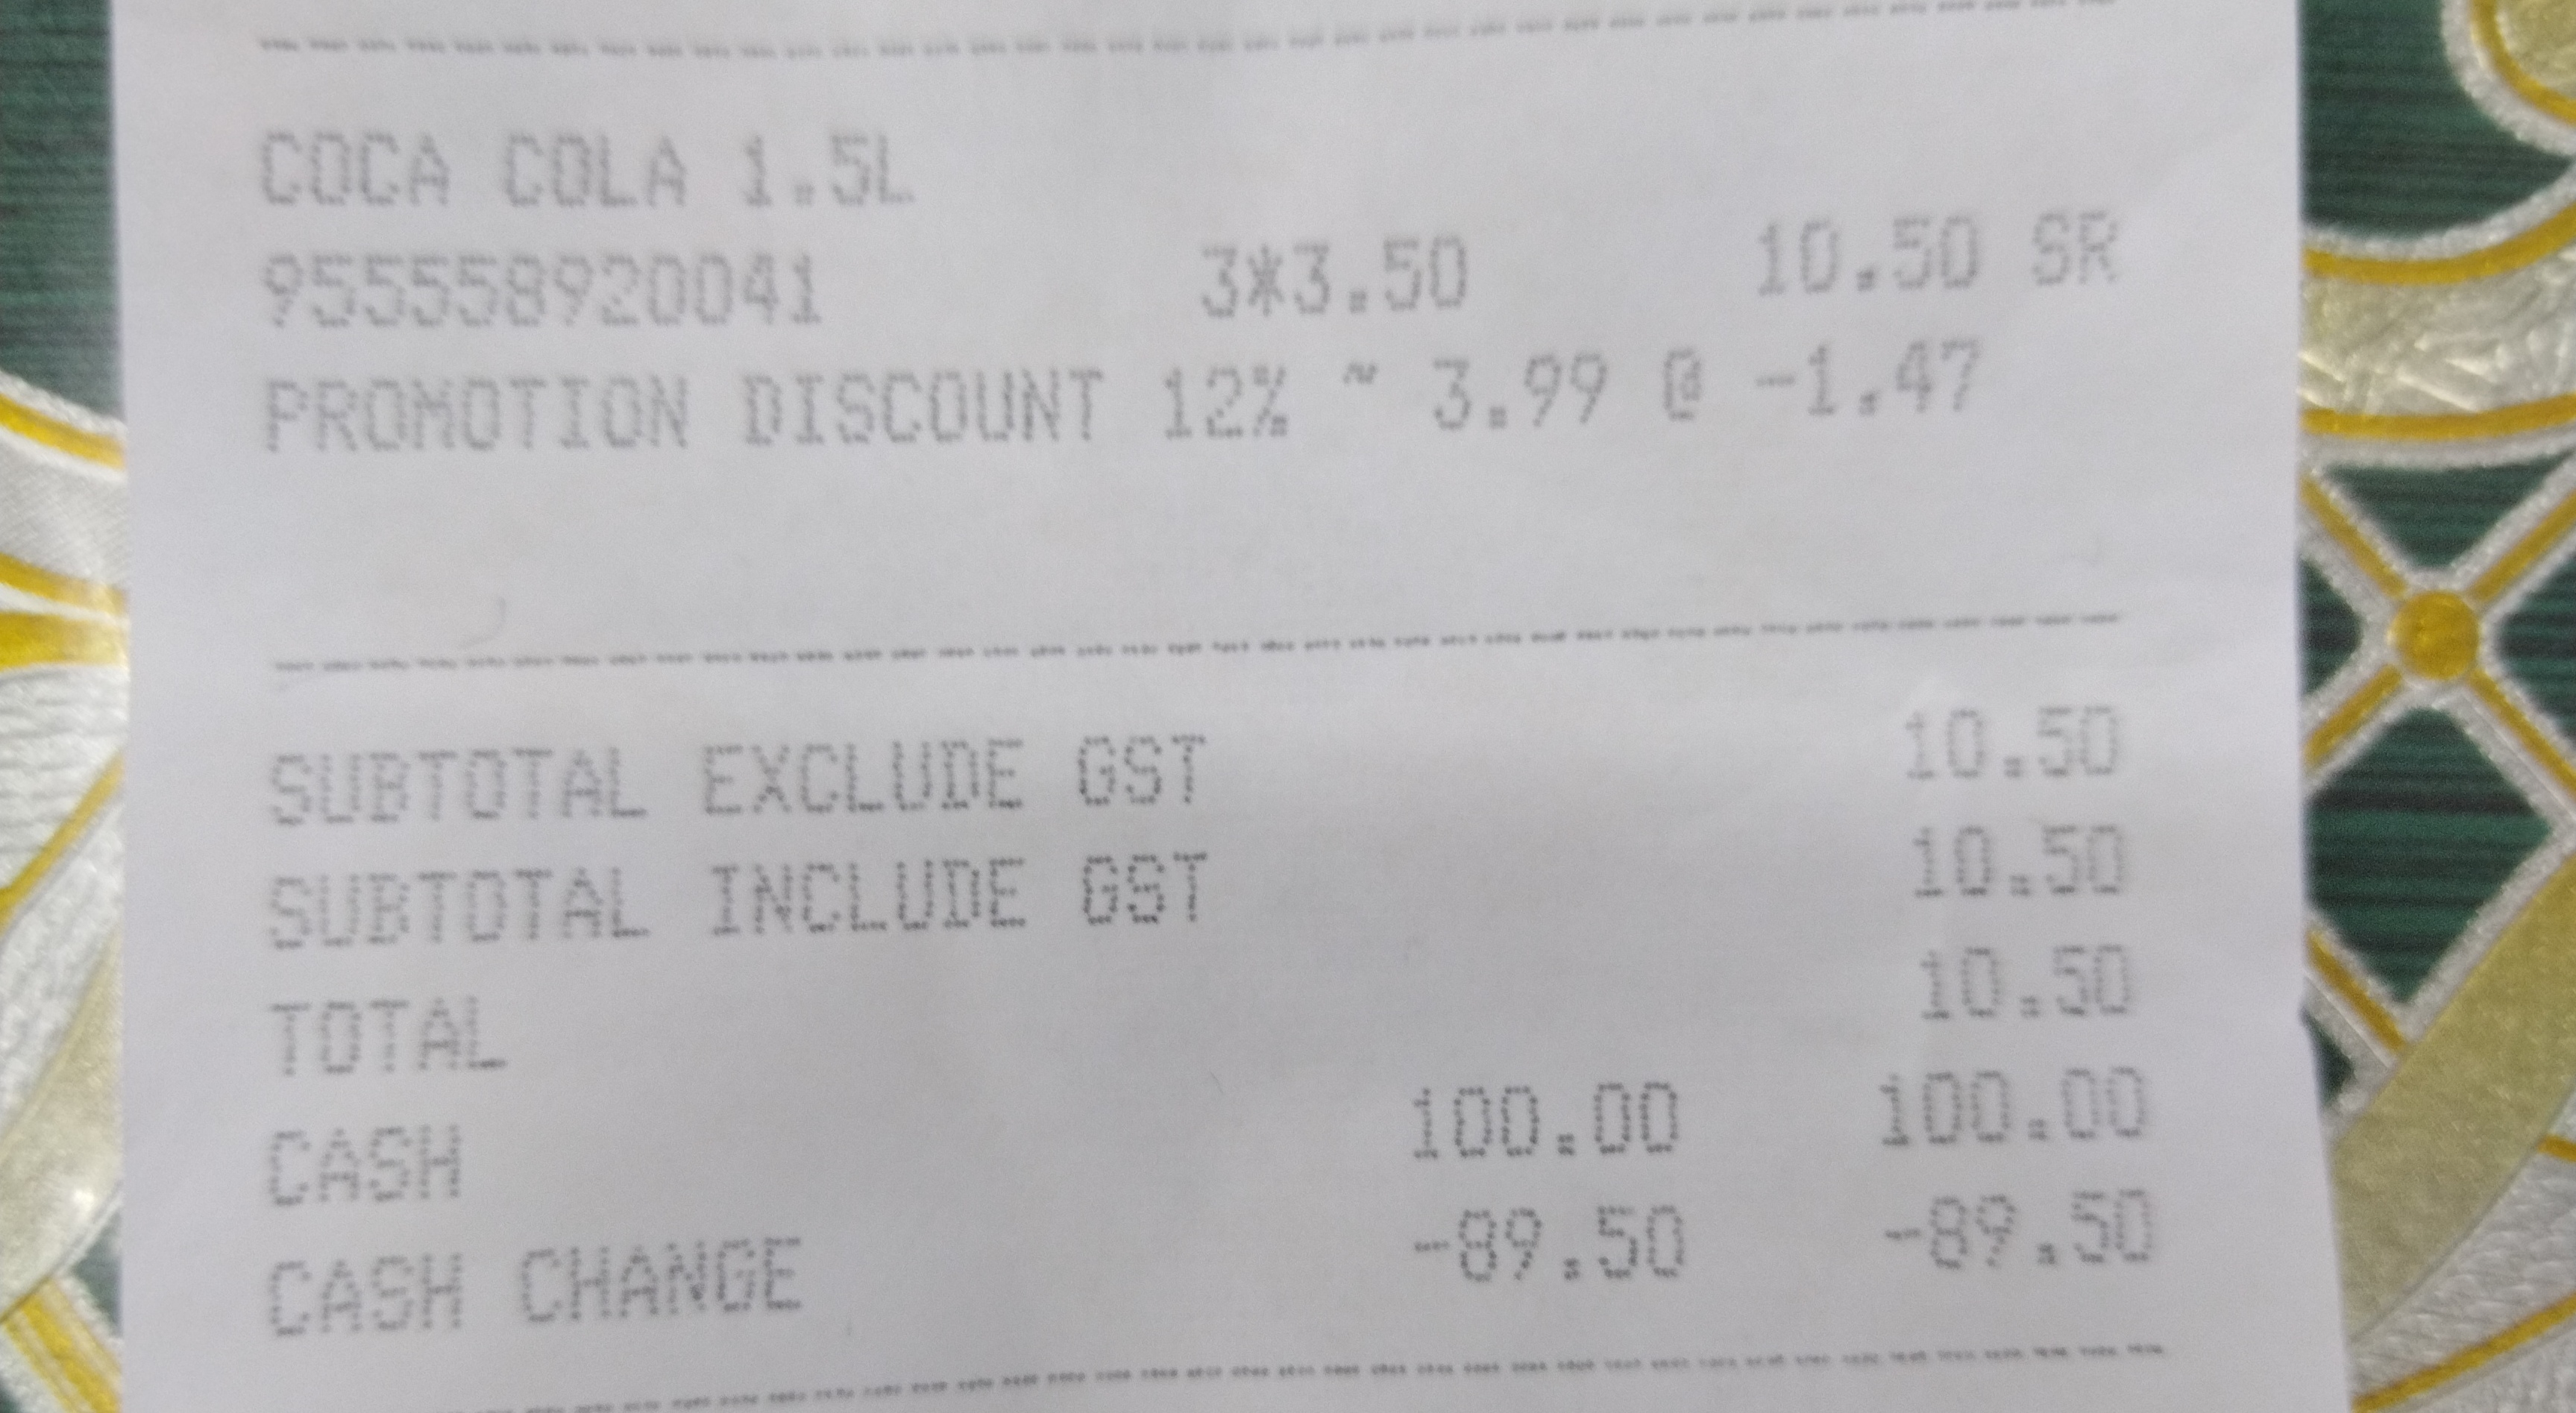 COCA COLA 1.5L
955558920041 3*3.50 10.50 SR
PROMOTION DISCOUNT 12% ~ 3.99 @ -1.47
SUBTOTAL EXCLUDE GST 10.50
SUBTOTAL INCLUDE GST 10.50
TOTAL 10.50
CASH 100.00 100.00
CASH CHANGE -89.50 -89.50